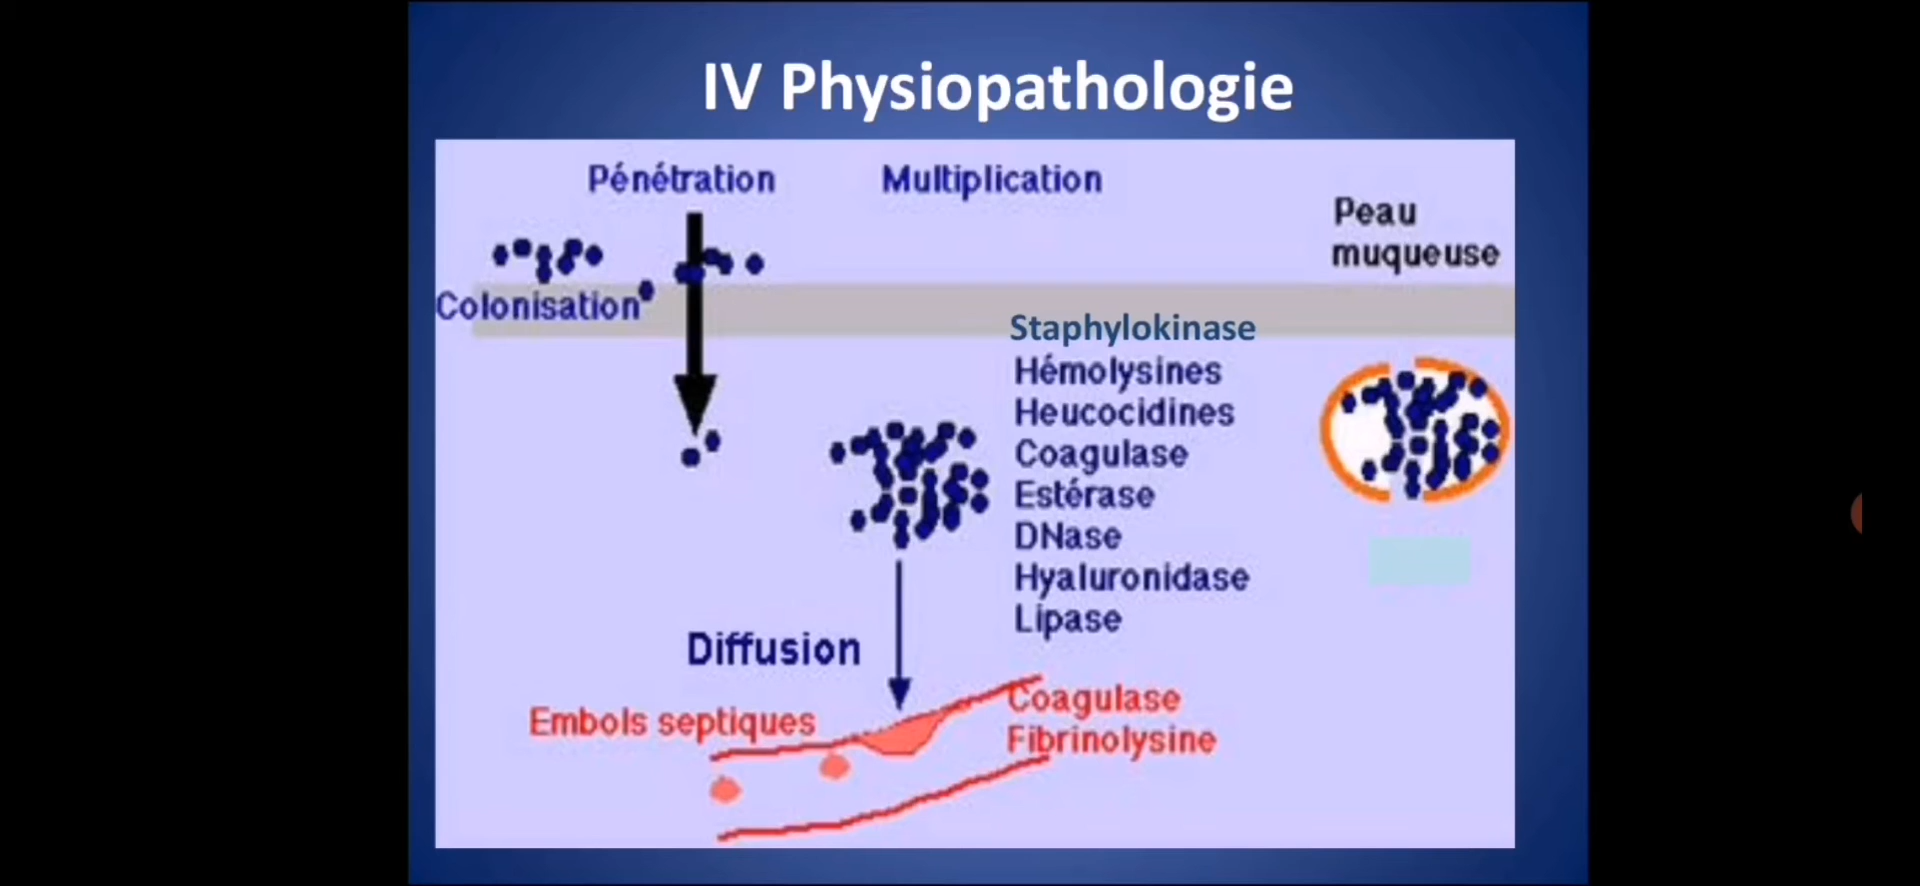 IV Physiopathologie
Pénétration
Multiplication
Peau
muqueuse
Colonisation
Staphylokinase
Hémolysines
Heucocidines
Coagulase
Estérase
DNase
Hyaluronidase
Lipase
Diffusion
Embols septiques
Coagulase
Fibrinolysine